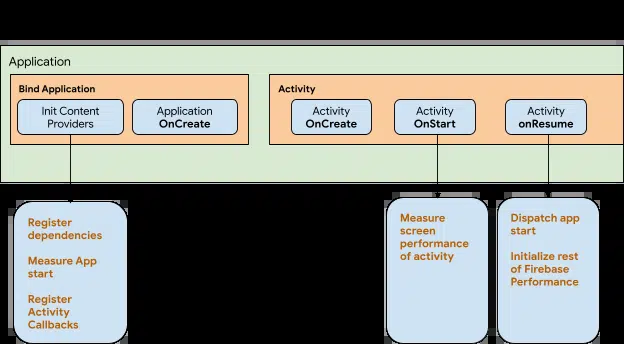 Application
Bind Application
Init Content
Providers
Application
OnCreate
Activity
Activity
OnCreate
Activity
OnStart
Activity
onResume
Register
dependencies
Measure App
start
Register
Activity
Callbacks
Measure
screen
performance
of activity
Dispatch app
start
Initialize rest
of Firebase
Performance